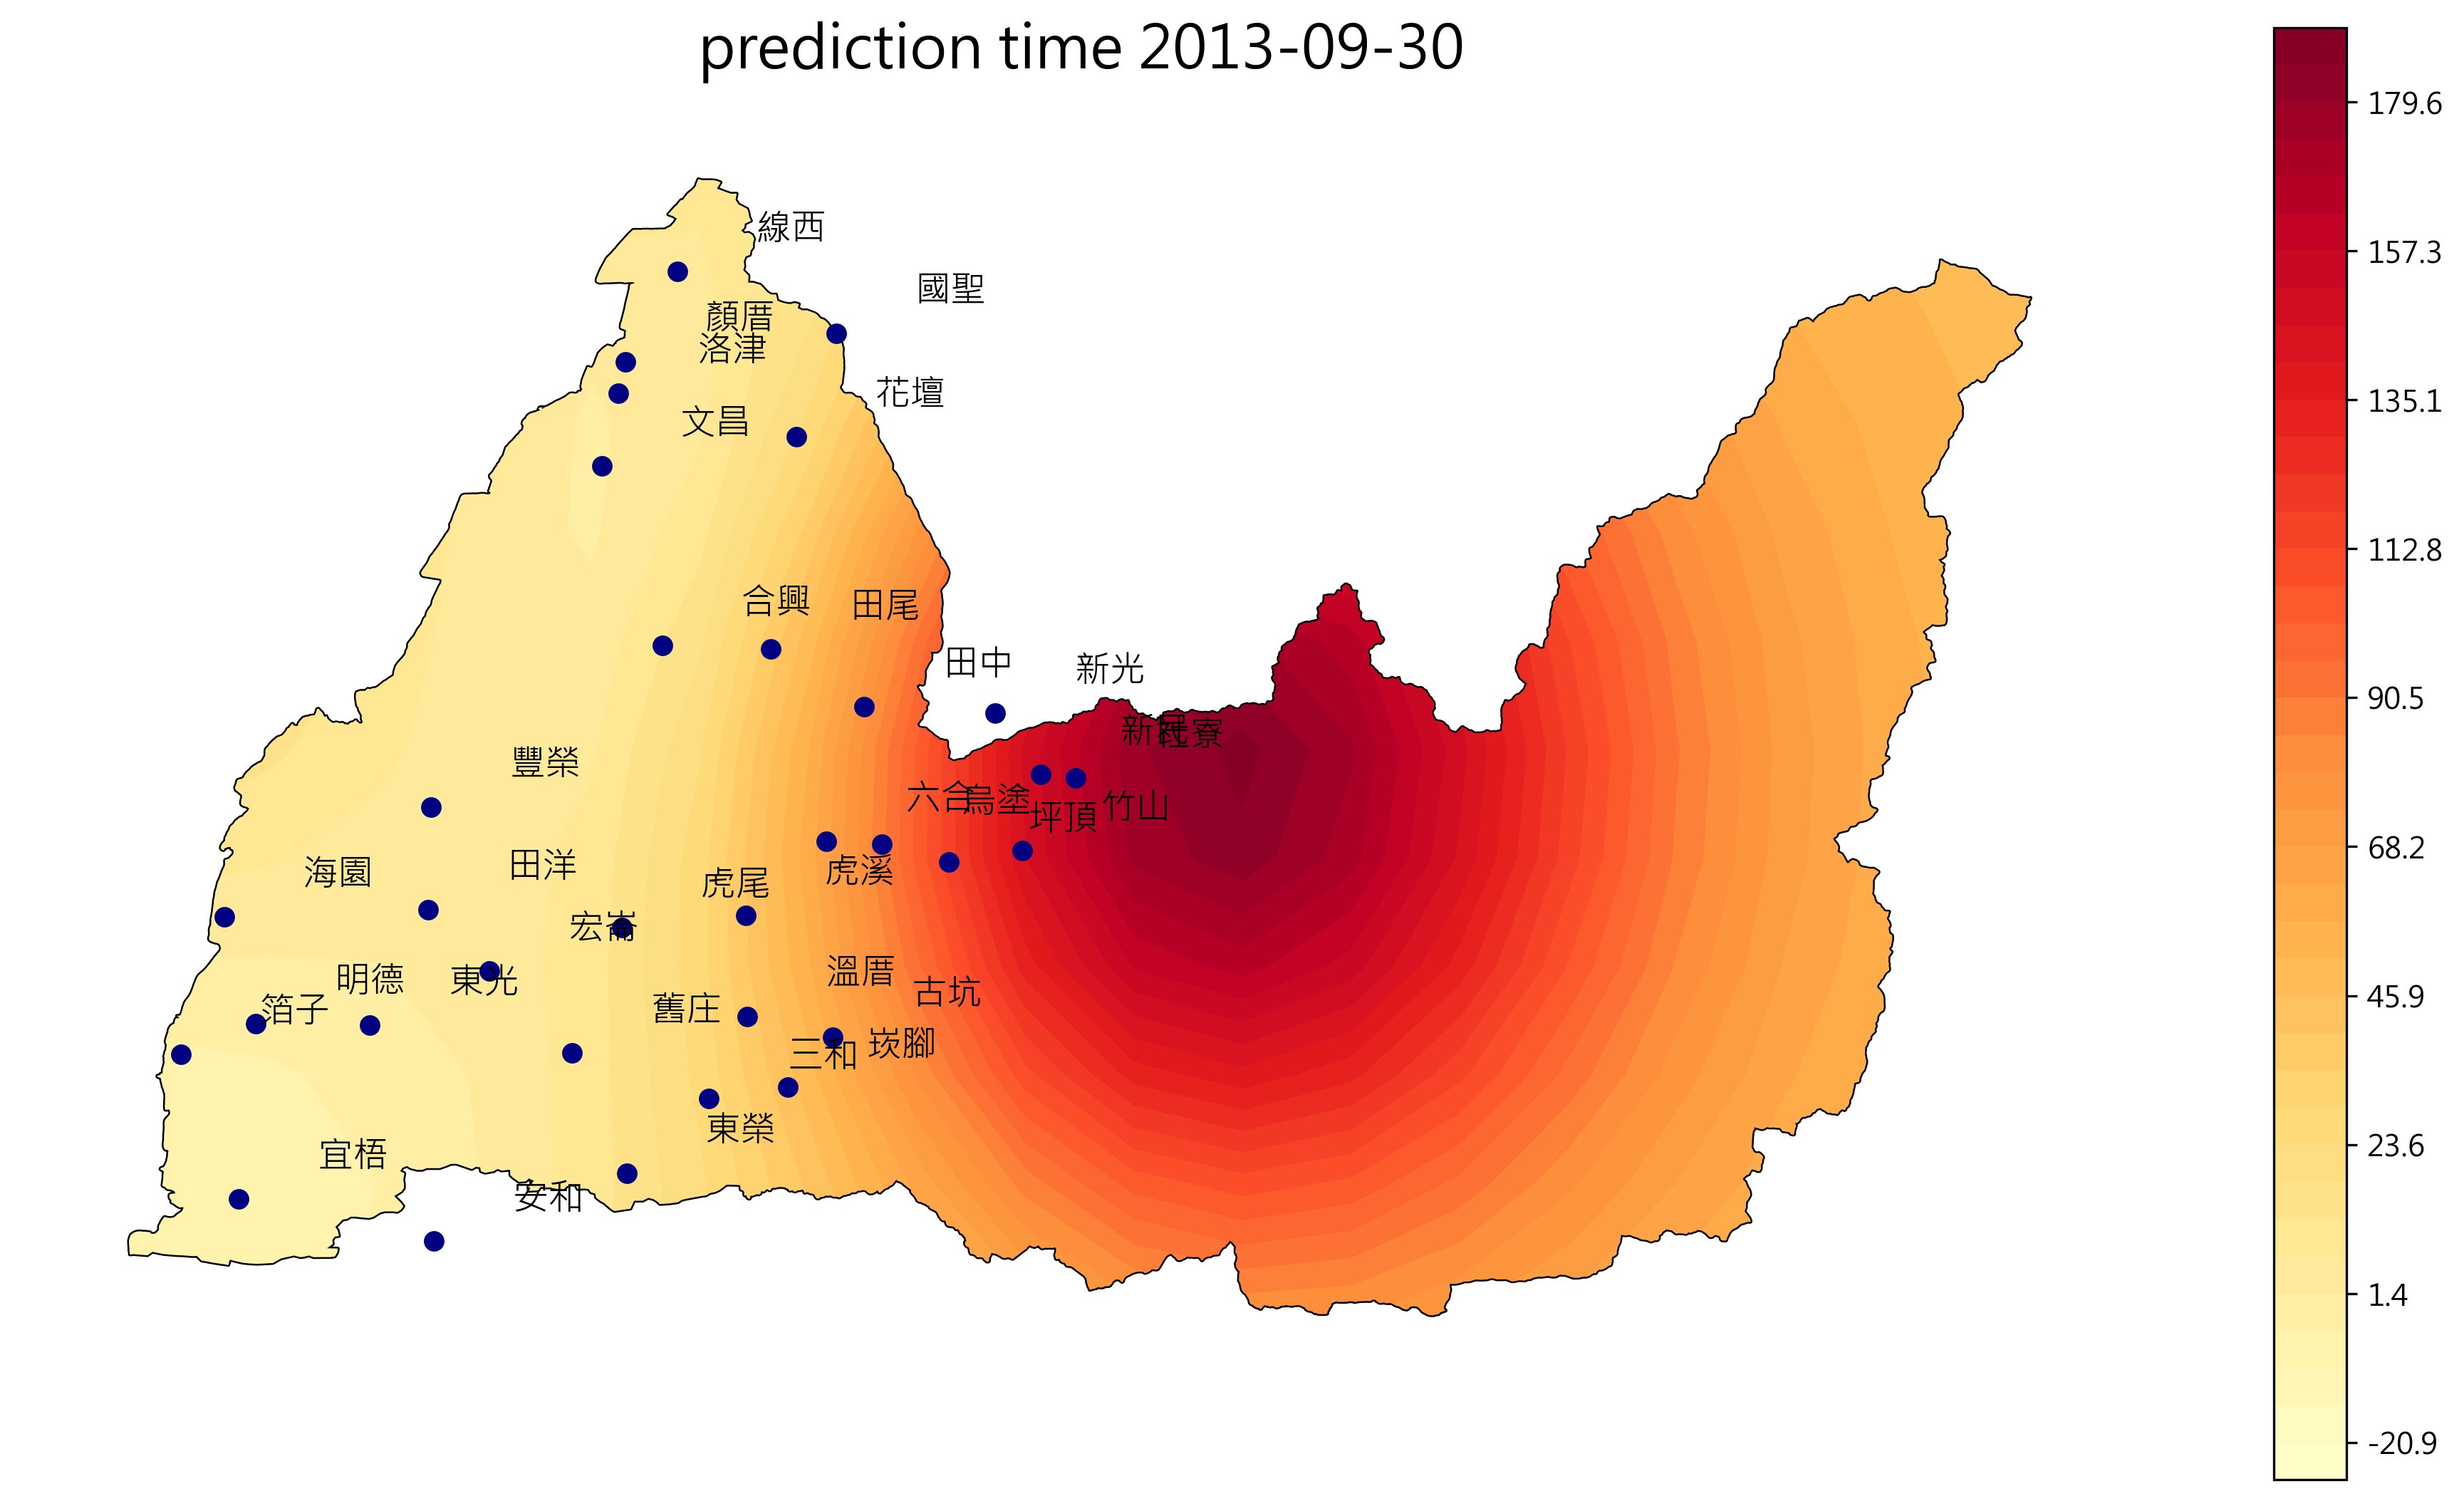 prediction time 2013-09-30
線西
國聖
顏厝
洛津
花壇
文昌
合興
田尾
田中
新光
新民
社寮
豐榮
六合
烏塗
坪頂
竹山
海園
田洋
虎尾
虎溪
宏崙
明德
東光
溫厝
古坑
箔子
舊庄
三和
崁腳
東榮
宜梧
安和
179.6
157.3
135.1
112.8
90.5
68.2
45.9
23.6
1.4
-20.9